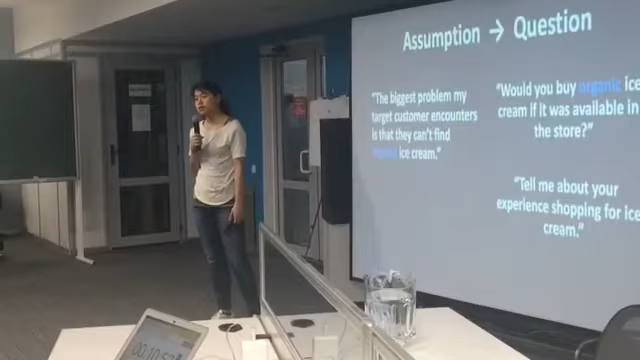 Assumption → Question
"The biggest problem my
target customer encounters
is that they can't find
organic ice cream."
"Would you buy organic ice
cream if it was available in
the store?"
"Tell me about your
experience shopping for ice
cream."